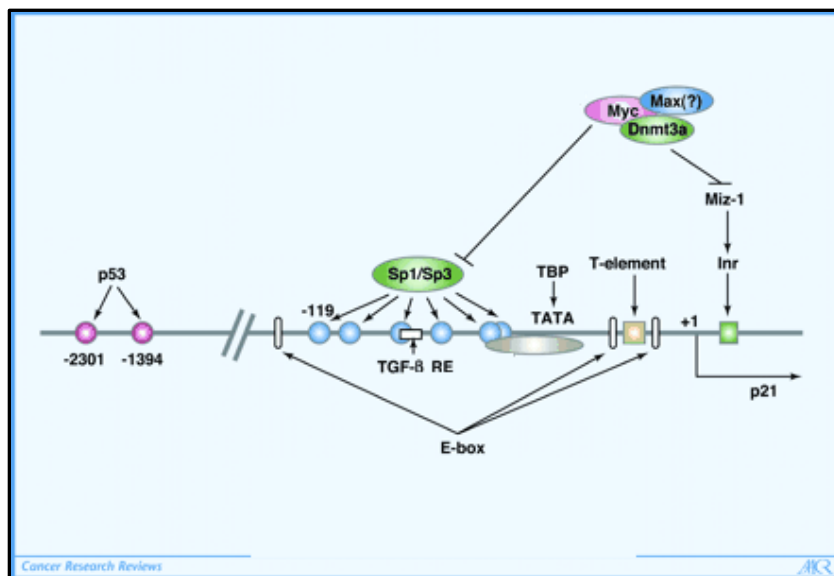 Myc
Max(?)
Dnmt3a
Miz-1
p53
Sp1/Sp3
TBP
T-element
Inr
-119
TATA
+1
-2301
-1394
TGF-ß RE
p21
E-box
Cancer Research Reviews
AACR